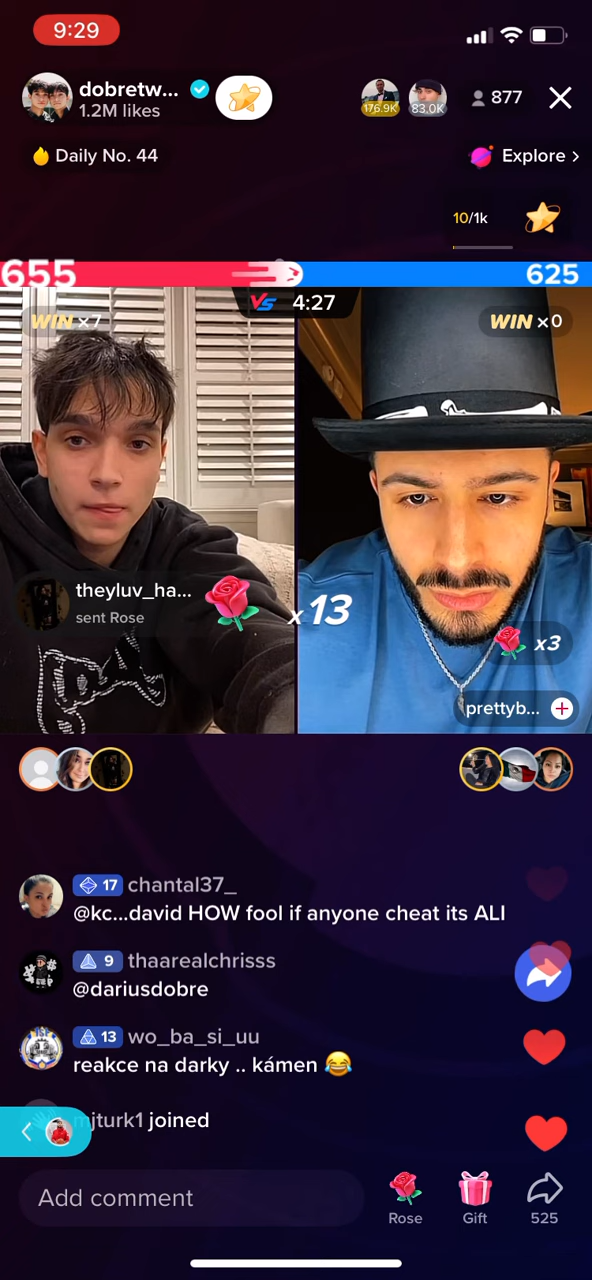 9:29
dobretw...
1.2M likes
176.9K
83.0K
877
Daily No. 44
Explore >
10/1k
655
625
VS 4:27
WIN x7
WIN x0
theyluv_ha...
sent Rose
x13
x3
prettyb...
17 chantal37_
@kc...david HOW fool if anyone cheat its ALI
9 thaarealchrisss
@dariusdobre
13 wo_ba_si_uu
reakce na darky .. kámen 😂
mjturk1 joined
Add comment
Rose
Gift
525